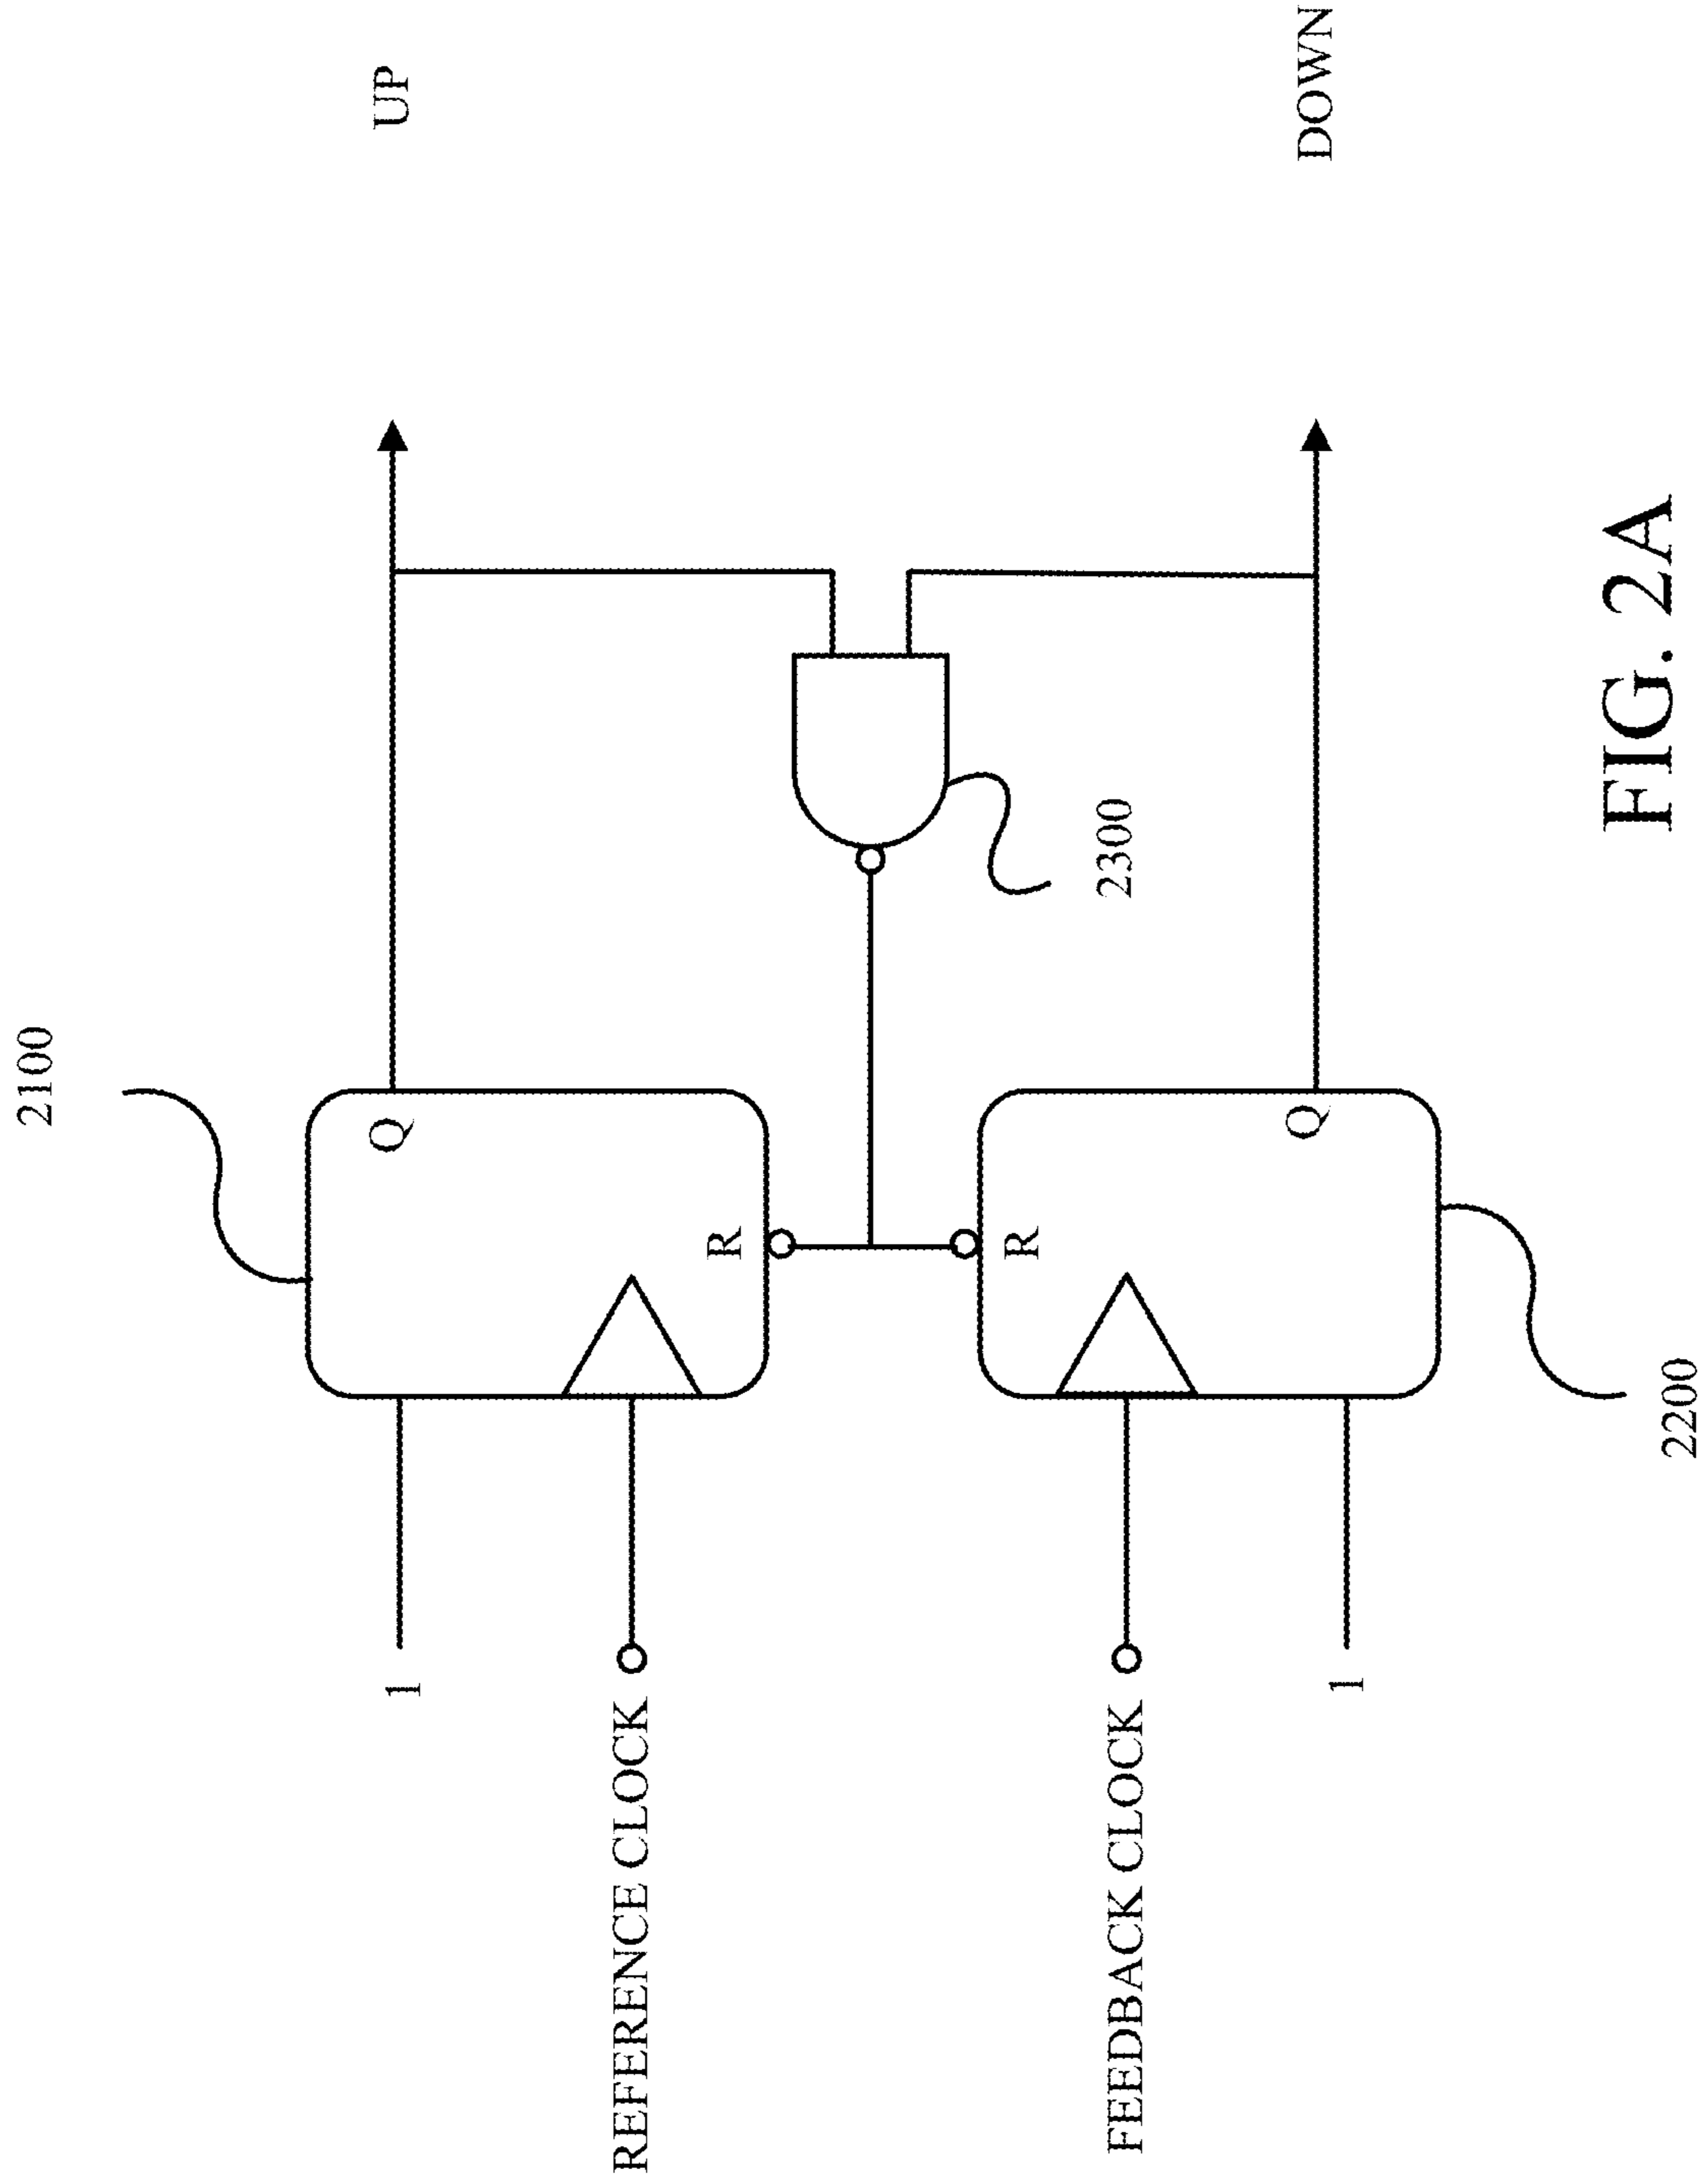 2100
1
Q
UP
REFERENCE CLOCK
R
2300
FEEDBACK CLOCK
R
1
Q
DOWN
2200
FIG. 2A